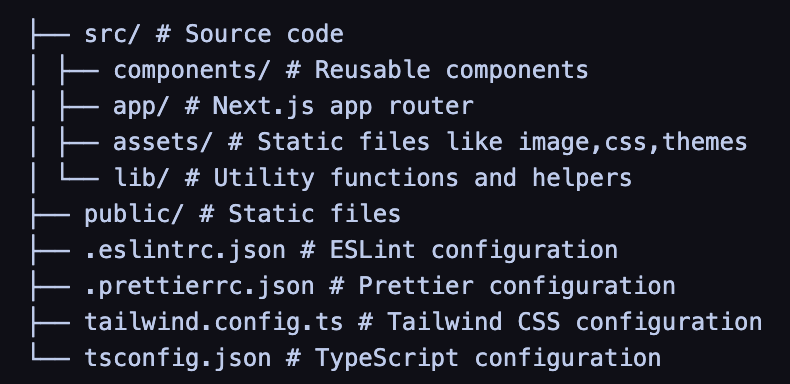 ├── src/ # Source code
│ ├── components/ # Reusable components
│ ├── app/ # Next.js app router
│ ├── assets/ # Static files like image,css,themes
│ └── lib/ # Utility functions and helpers
├── public/ # Static files
├── .eslintrc.json # ESLint configuration
├── .prettierrc.json # Prettier configuration
├── tailwind.config.ts # Tailwind CSS configuration
└── tsconfig.json # TypeScript configuration